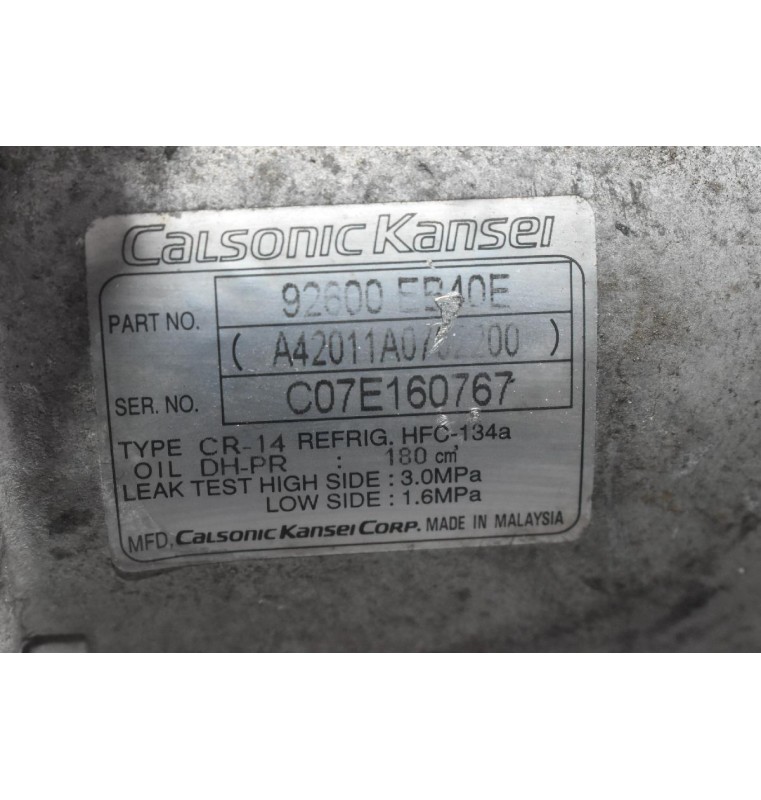 CALSONIC KANSEI
PART NO. 92600 EB40E
( )
SER. NO. C07E160767
TYPE CR-14 REFRIG. HFC-134a
OIL DH-PR : 180 cm³
LEAK TEST HIGH SIDE : 3.0MPa
LOW SIDE : 1.6MPa
MFD, CALSONIC KANSEI CORP. MADE IN MALAYSIA